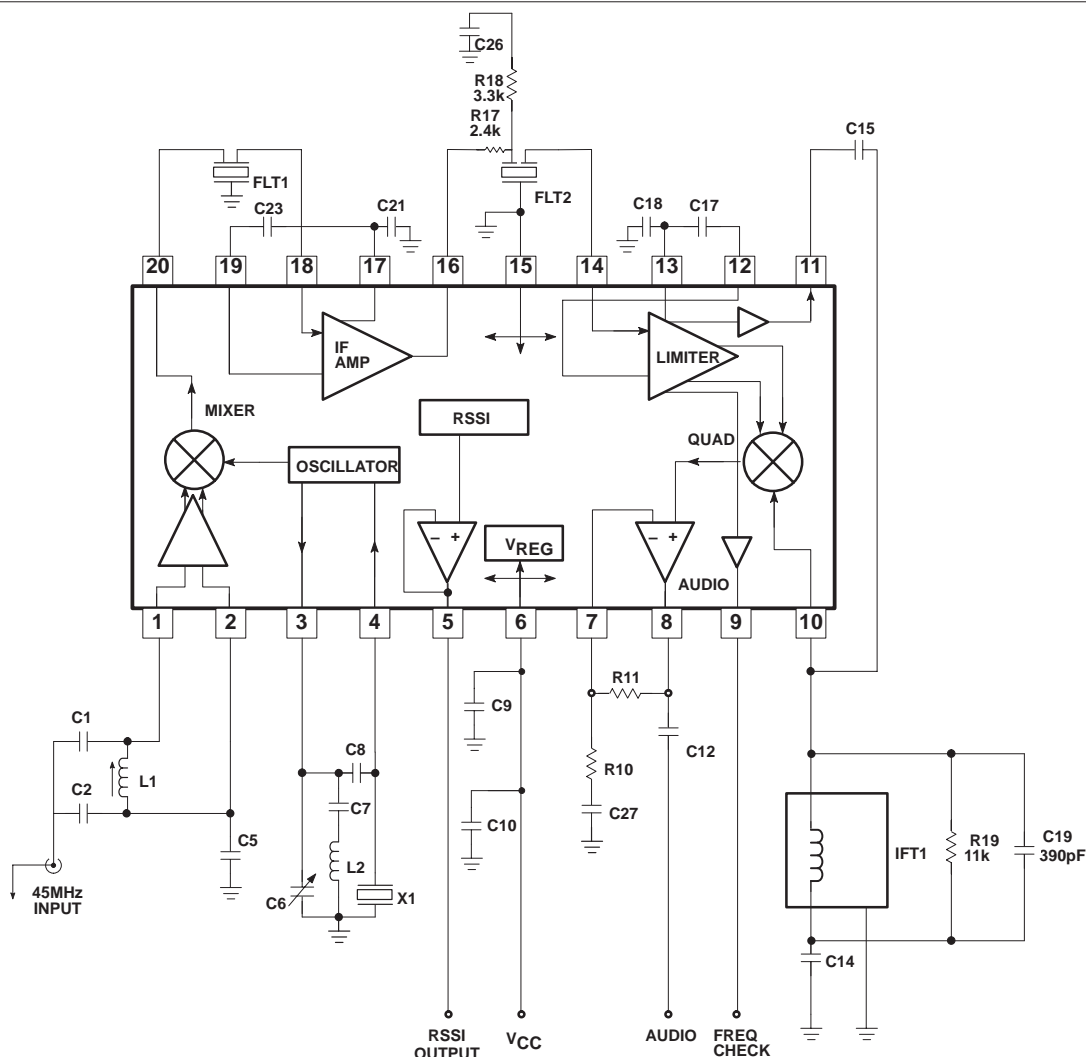 C26
R18
3.3k
R17
2.4k
C15
FLT1
FLT2
C23
C21
C18
C17
20
19
18
17
16
15
14
13
12
11
IF
AMP
LIMITER
MIXER
RSSI
QUAD
OSCILLATOR
– +
VREG
– +
AUDIO
1
2
3
4
5
6
7
8
9
10
R11
C9
C1
C12
C8
L1
R10
C2
C7
C10
C27
C5
L2
IFT1
R19
11k
C19
390pF
45MHz
INPUT
C6
X1
C14
RSSI
OUTPUT
VCC
AUDIO
FREQ
CHECK